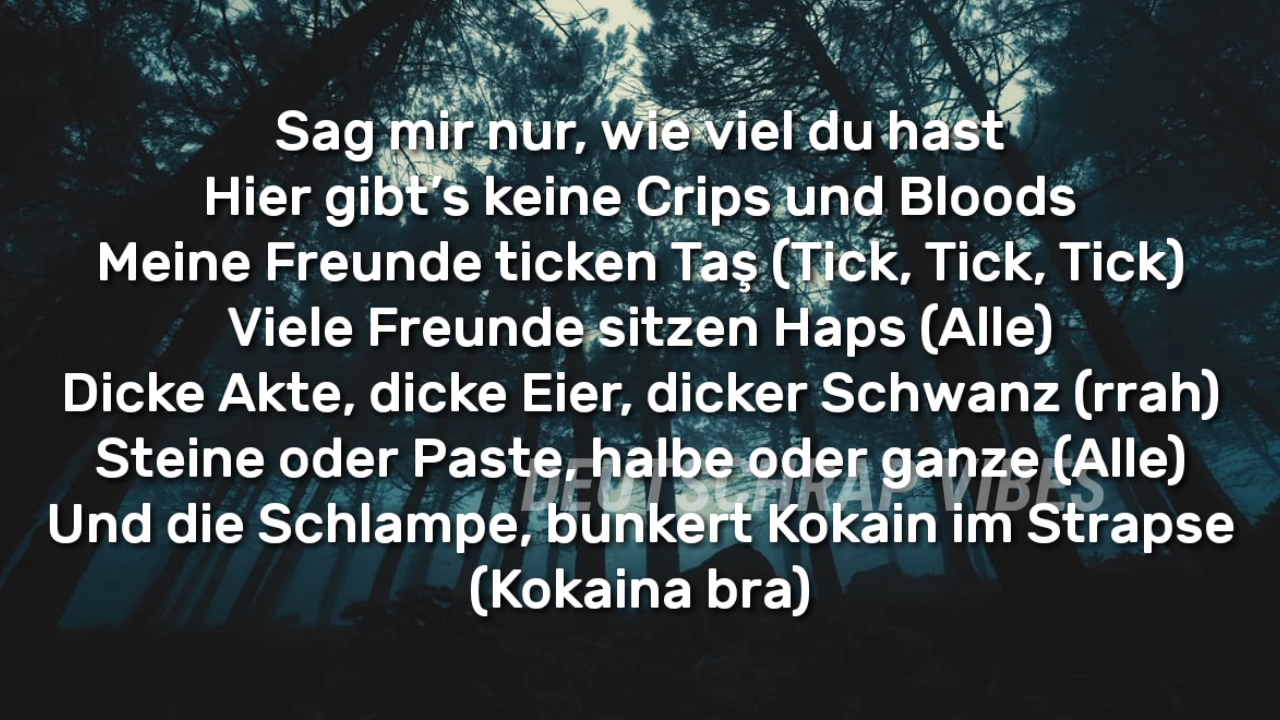 Sag mir nur, wie viel du hast
Hier gibt's keine Crips und Bloods
Meine Freunde ticken Taş (Tick, Tick, Tick)
Viele Freunde sitzen Haps (Alle)
Dicke Akte, dicke Eier, dicker Schwanz (rrah)
Steine oder Paste, halbe oder ganze (Alle)
DEUTSCHRAP VIBES
Und die Schlampe, bunkert Kokain im Strapse
(Kokaina bra)